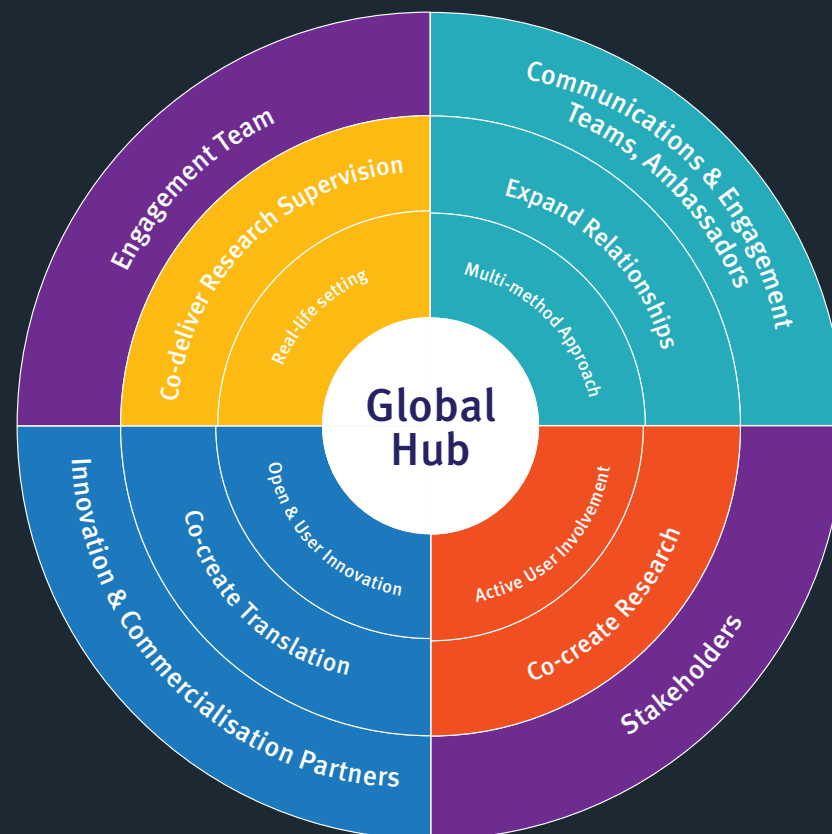 Engagement Team
Co-deliver Research Supervision
Real-life setting
Communications & Engagement
Teams, Ambassadors
Expand Relationships
Multi-method Approach
Global
Hub
Innovation & Commercialisation Partners
Co-create Translation
Open & User Innovation
Active User Involvement
Co-create Research
Stakeholders